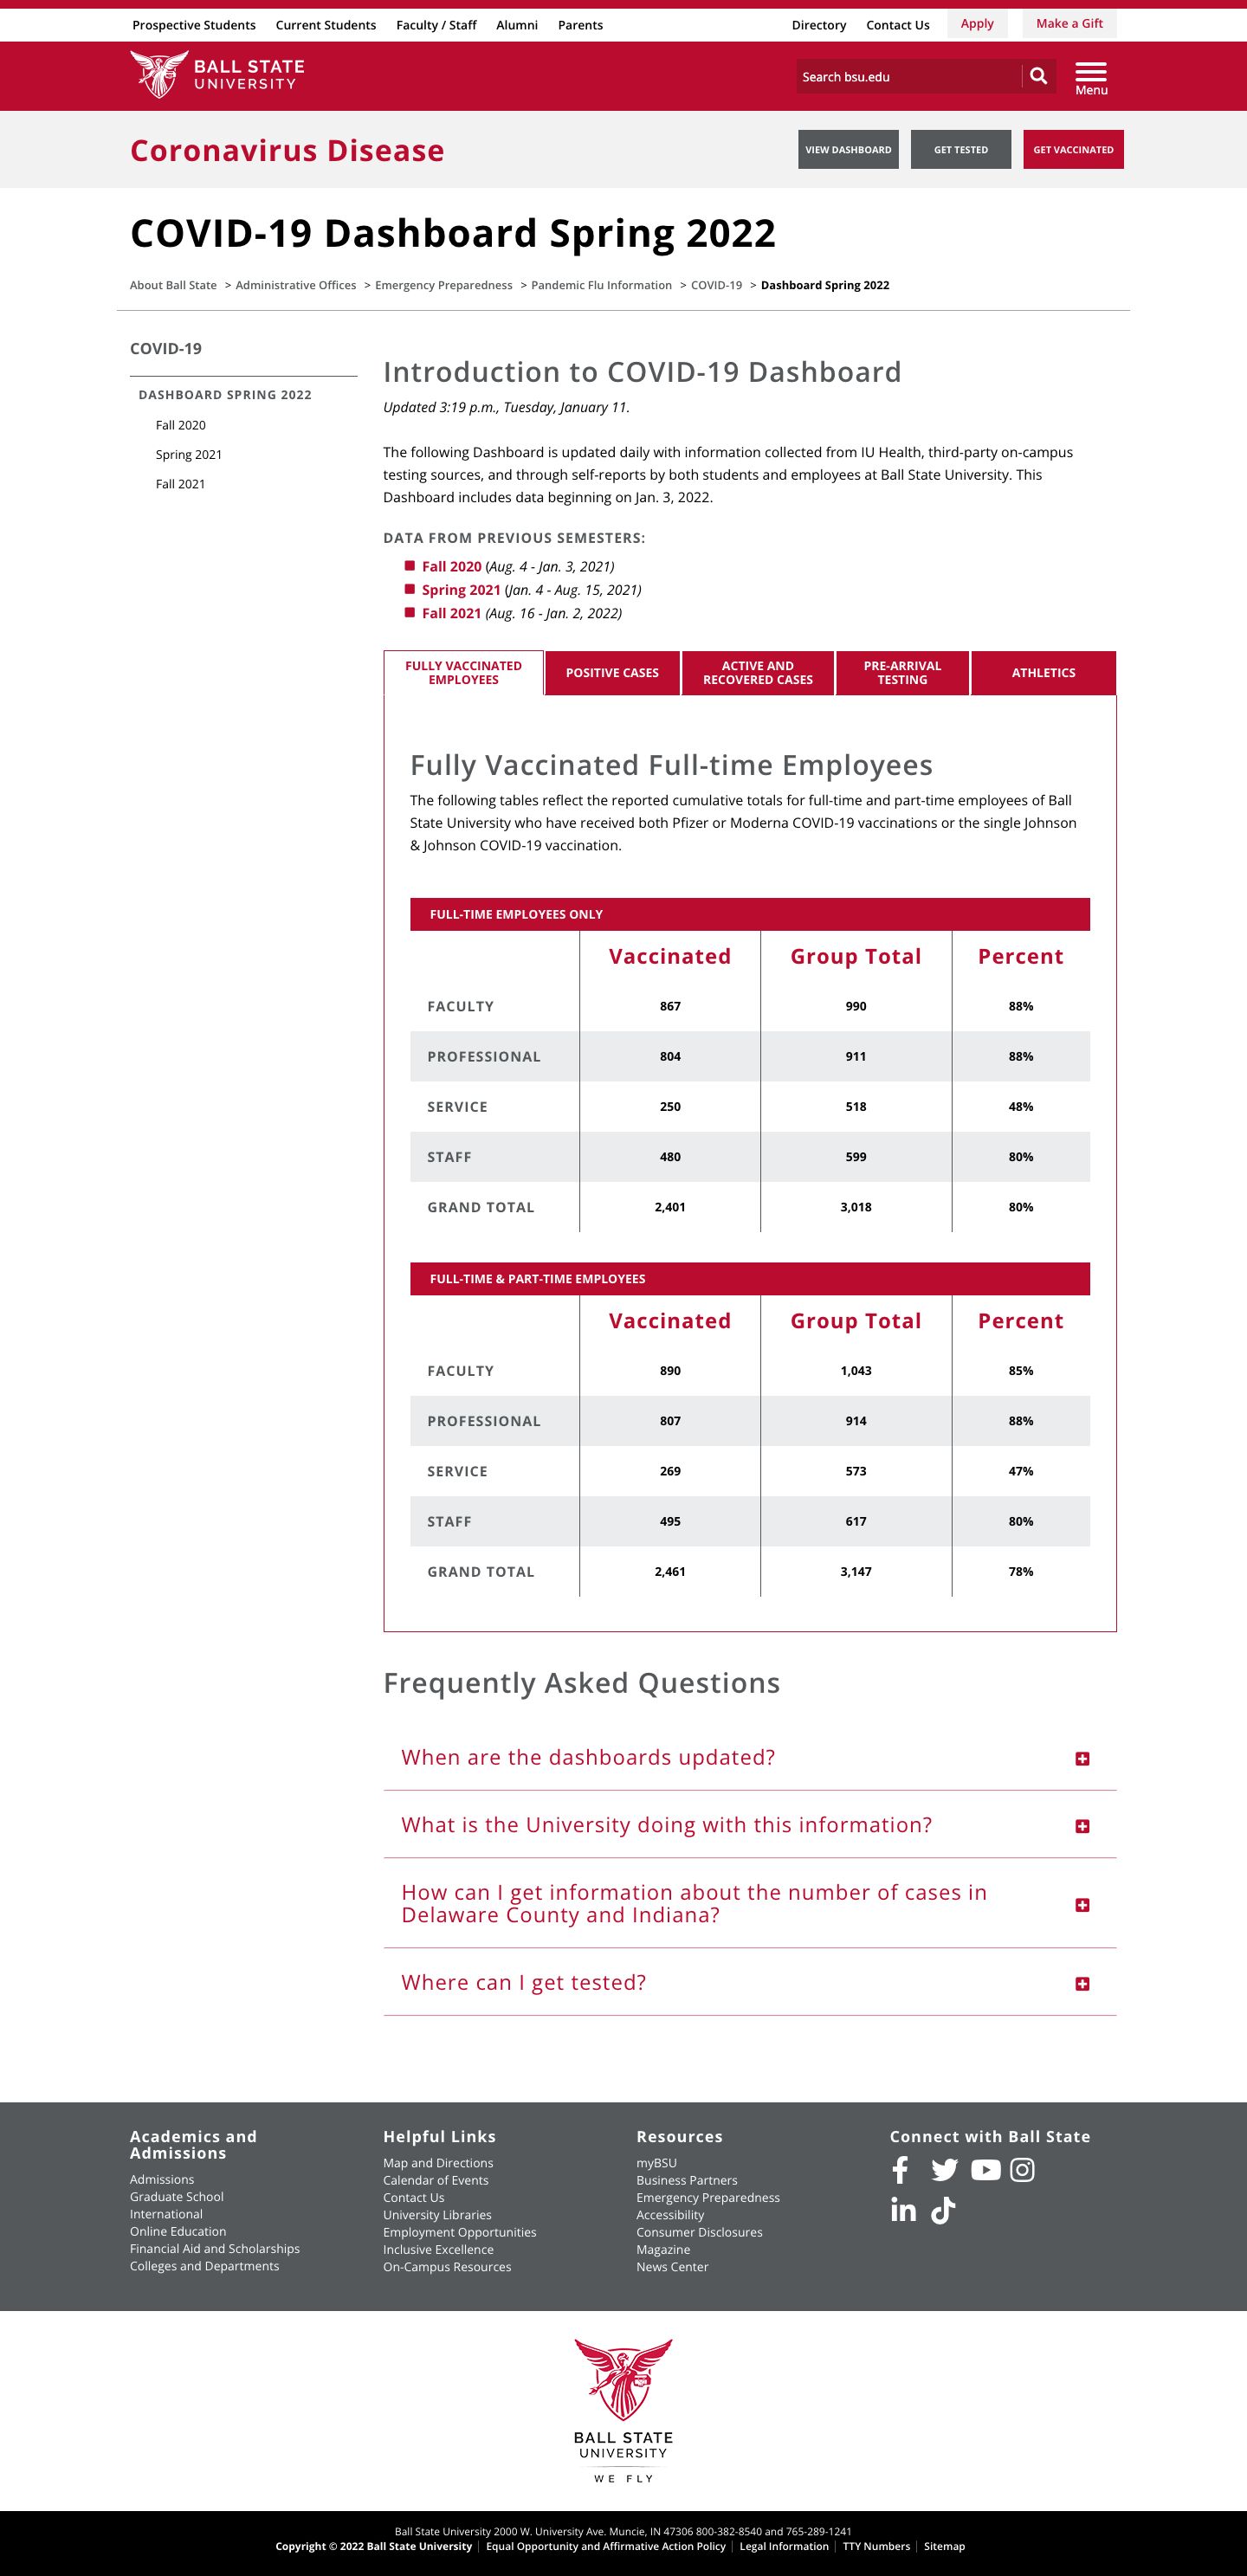 Prospective Students Current Students Faculty / Staff Alumni Parents Directory Contact Us Apply Make a Gift
BALL STATE
UNIVERSITY
Search bsu.edu
Menu
Coronavirus Disease
VIEW DASHBOARD GET TESTED GET VACCINATED
COVID-19 Dashboard Spring 2022
About Ball State > Administrative Offices > Emergency Preparedness > Pandemic Flu Information > COVID-19 > Dashboard Spring 2022
COVID-19
DASHBOARD SPRING 2022
Fall 2020
Spring 2021
Fall 2021
Introduction to COVID-19 Dashboard
Updated 3:19 p.m., Tuesday, January 11.
The following Dashboard is updated daily with information collected from IU Health, third-party on-campus
testing sources, and through self-reports by both students and employees at Ball State University. This
Dashboard includes data beginning on Jan. 3, 2022.
DATA FROM PREVIOUS SEMESTERS:
Fall 2020 (Aug. 4 - Jan. 3, 2021)
Spring 2021 (Jan. 4 - Aug. 15, 2021)
Fall 2021 (Aug. 16 - Jan. 2, 2022)
FULLY VACCINATED
EMPLOYEES
POSITIVE CASES
ACTIVE AND
RECOVERED CASES
PRE-ARRIVAL
TESTING
ATHLETICS
Fully Vaccinated Full-time Employees
The following tables reflect the reported cumulative totals for full-time and part-time employees of Ball
State University who have received both Pfizer or Moderna COVID-19 vaccinations or the single Johnson
& Johnson COVID-19 vaccination.
FULL-TIME EMPLOYEES ONLY
Vaccinated Group Total Percent
FACULTY 867 990 88%
PROFESSIONAL 804 911 88%
SERVICE 250 518 48%
STAFF 480 599 80%
GRAND TOTAL 2,401 3,018 80%
FULL-TIME & PART-TIME EMPLOYEES
Vaccinated Group Total Percent
FACULTY 890 1,043 85%
PROFESSIONAL 807 914 88%
SERVICE 269 573 47%
STAFF 495 617 80%
GRAND TOTAL 2,461 3,147 78%
Frequently Asked Questions
When are the dashboards updated?
What is the University doing with this information?
How can I get information about the number of cases in
Delaware County and Indiana?
Where can I get tested?
Academics and
Admissions
Admissions
Graduate School
International
Online Education
Financial Aid and Scholarships
Colleges and Departments
Helpful Links
Map and Directions
Calendar of Events
Contact Us
University Libraries
Employment Opportunities
Inclusive Excellence
On-Campus Resources
Resources
myBSU
Business Partners
Emergency Preparedness
Accessibility
Consumer Disclosures
Magazine
News Center
Connect with Ball State
BALL STATE
UNIVERSITY
WE FLY
Ball State University 2000 W. University Ave. Muncie, IN 47306 800-382-8540 and 765-289-1241
Copyright © 2022 Ball State University | Equal Opportunity and Affirmative Action Policy | Legal Information | TTY Numbers | Sitemap